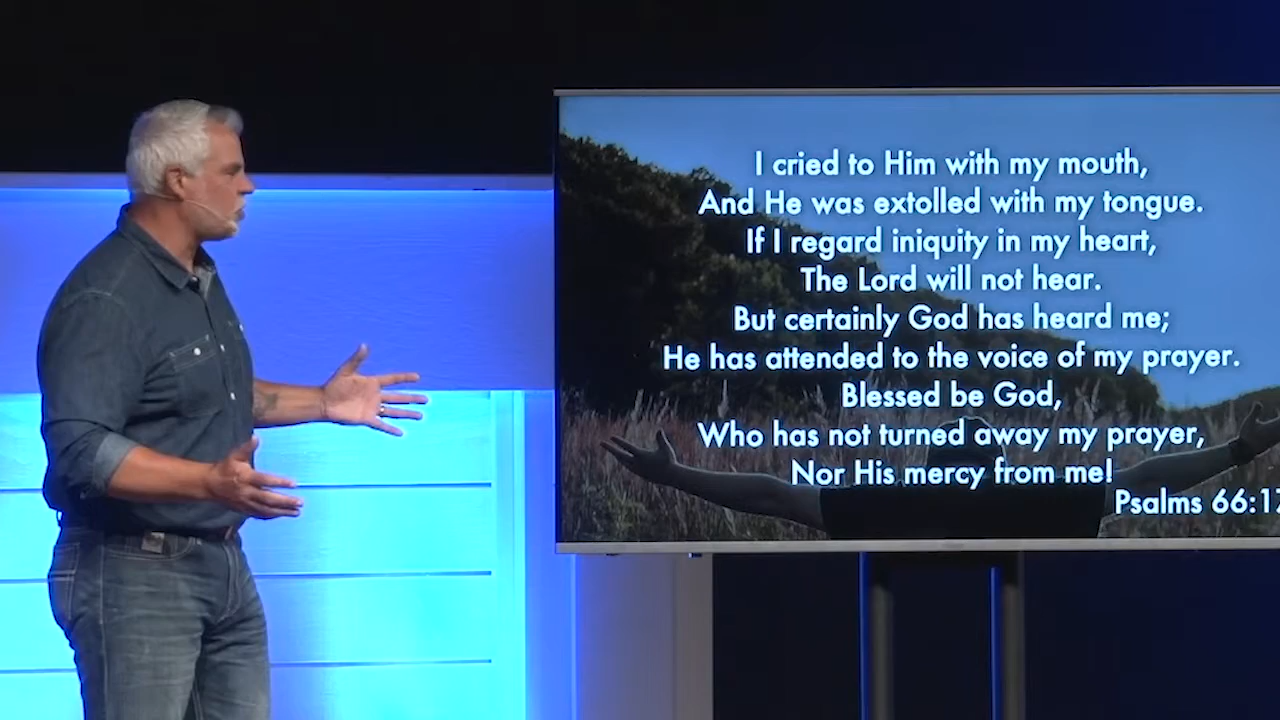 I cried to Him with my mouth,
And He was extolled with my tongue.
If I regard iniquity in my heart,
The Lord will not hear.
But certainly God has heard me;
He has attended to the voice of my prayer.
Blessed be God,
Who has not turned away my prayer,
Nor His mercy from me!
Psalms 66:17